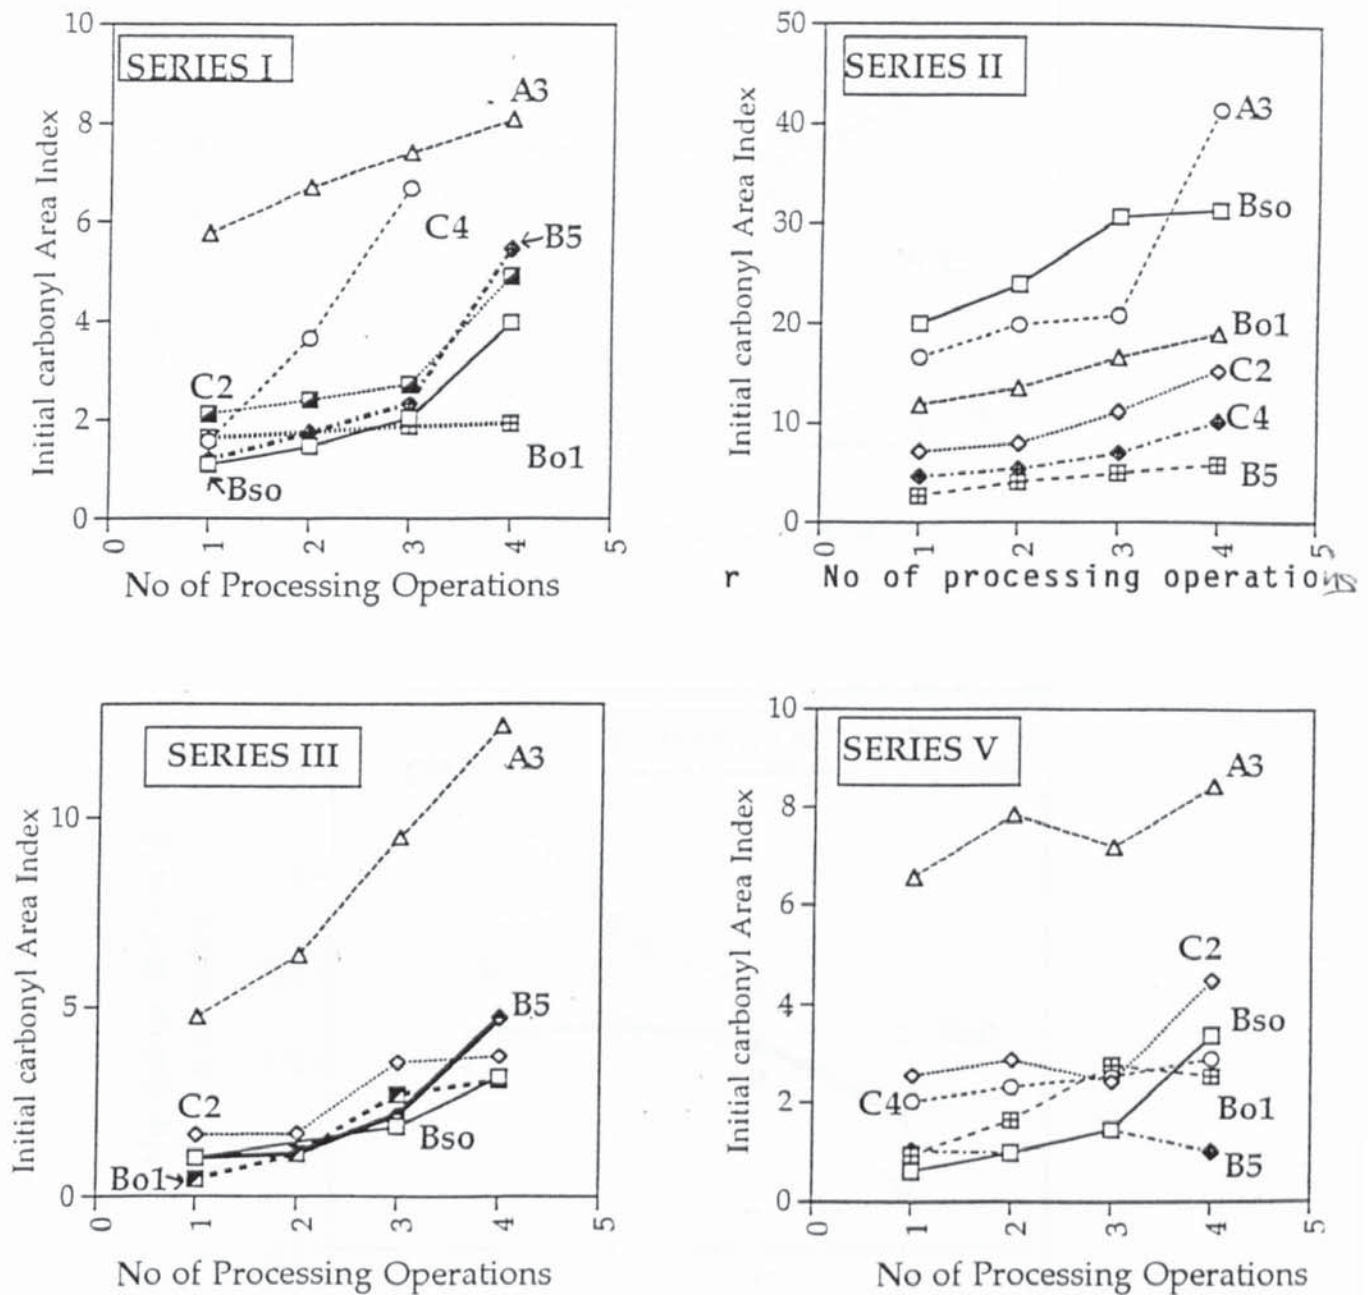 SERIES I
Initial carbonyl Area Index
10
8
6
4
2
0
A3
C4
B5
C2
Bo1
Bso
0 1 2 3 4 5
No of Processing Operations
SERIES II
Initial carbonyl Area Index
50
40
30
20
10
0
A3
Bso
Bo1
C2
C4
B5
0 1 2 3 4 5
r No of processing operations
SERIES III
Initial carbonyl Area Index
10
5
0
A3
B5
C2
Bso
Bo1
0 1 2 3 4 5
No of Processing Operations
SERIES V
Initial carbonyl Area Index
10
8
6
4
2
0
A3
C2
Bso
C4
Bo1
B5
0 1 2 3 4 5
No of Processing Operations